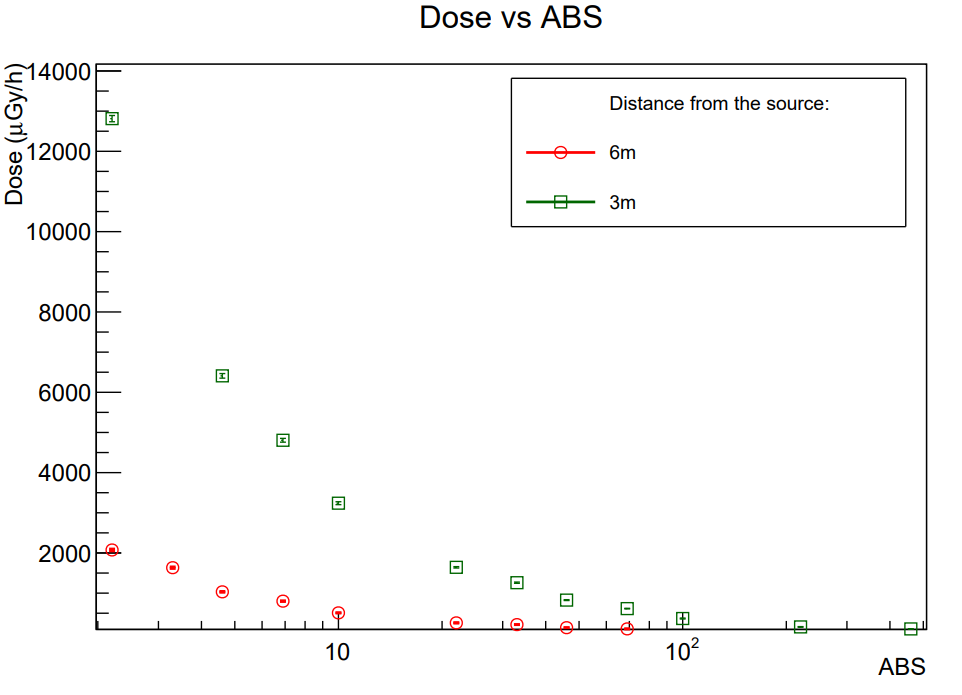 Dose vs ABS
Dose (μGy/h)
14000
12000
10000
8000
6000
4000
2000
Distance from the source:
6m
3m
10
10²
ABS